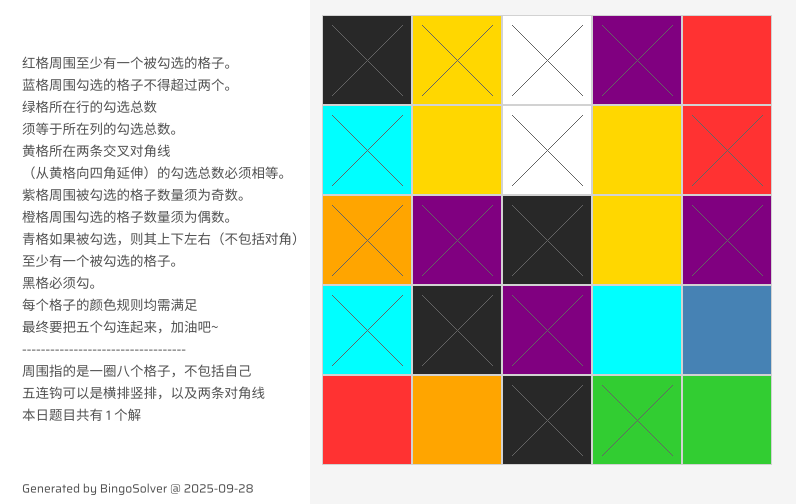 红格周围至少有一个被勾选的格子。
蓝格周围勾选的格子不得超过两个。
绿格所在行的勾选总数
须等于所在列的勾选总数。
黄格所在两条交叉对角线
（从黄格向四角延伸）的勾选总数必须相等。
紫格周围被勾选的格子数量须为奇数。
橙格周围勾选的格子数量须为偶数。
青格如果被勾选，则其上下左右（不包括对角）
至少有一个被勾选的格子。
黑格必须勾。
每个格子的颜色规则均需满足
最终要把五个勾连起来，加油吧~
-----------------------------------
周围指的是一圈八个格子，不包括自己
五连钩可以是横排竖排，以及两条对角线
本日题目共有1个解
Generated by BingoSolver @ 2025-09-28